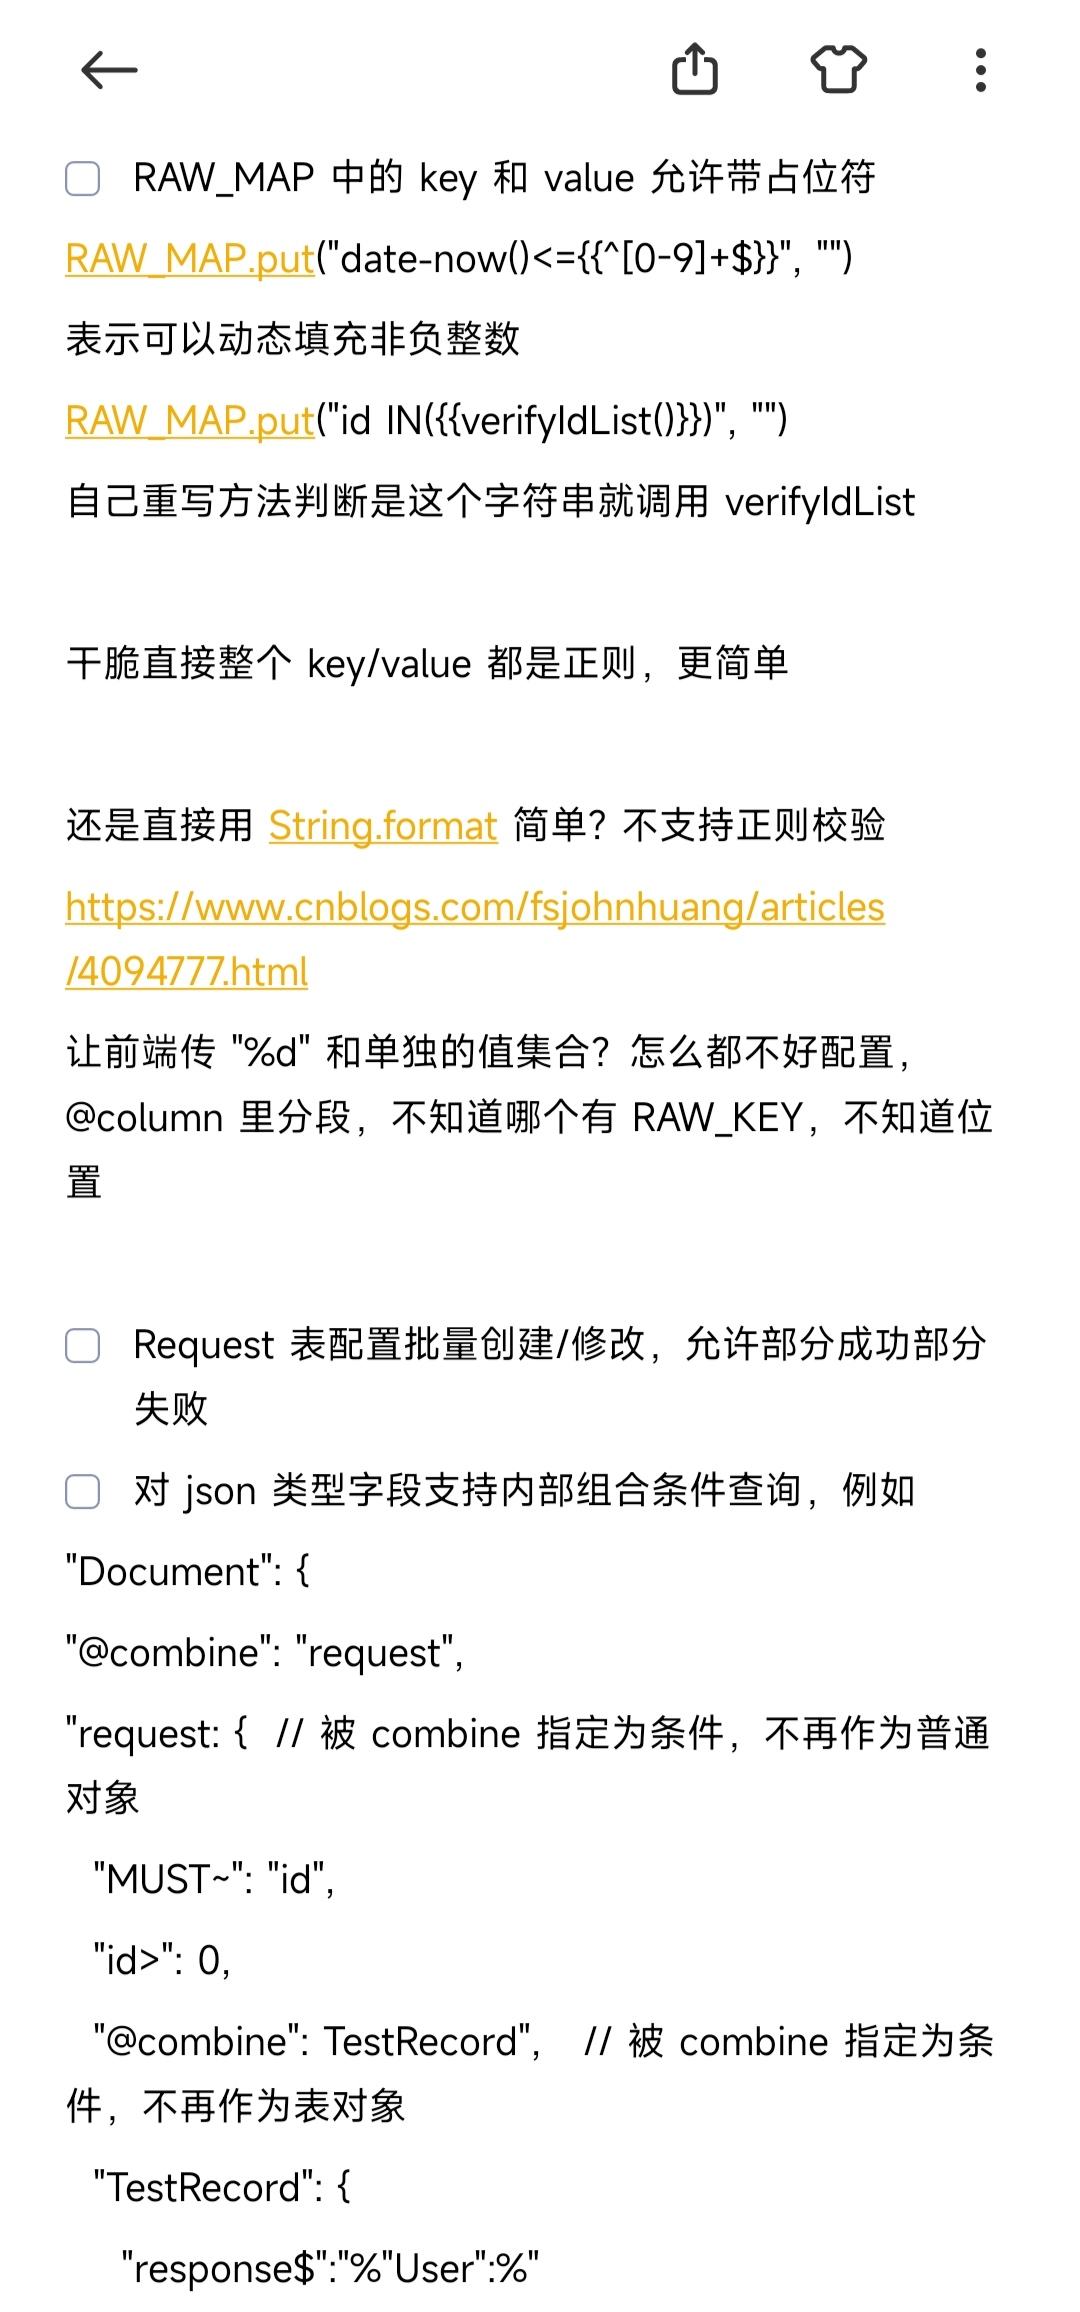 RAW_MAP 中的 key 和 value 允许带占位符
RAW_MAP.put("date-now()<={{^[0-9]+$}}", "")
表示可以动态填充非负整数
RAW_MAP.put("id IN({{verifyIdList()}})", "")
自己重写方法判断是这个字符串就调用 verifyIdList
干脆直接整个 key/value 都是正则，更简单
还是直接用 String.format 简单？不支持正则校验
https://www.cnblogs.com/fsjohnhuang/articles
/4094777.html
让前端传 "%d" 和单独的值集合？怎么都不好配置，
@column 里分段，不知道哪个有 RAW_KEY，不知道位
置
Request 表配置批量创建/修改，允许部分成功部分
失败
对 json 类型字段支持内部组合条件查询，例如
"Document": {
"@combine": "request",
"request: {  // 被 combine 指定为条件，不再作为普通
对象
"MUST~": "id",
"id>": 0,
"@combine": TestRecord",   // 被 combine 指定为条
件，不再作为表对象
"TestRecord": {
"response$":"%"User":%"